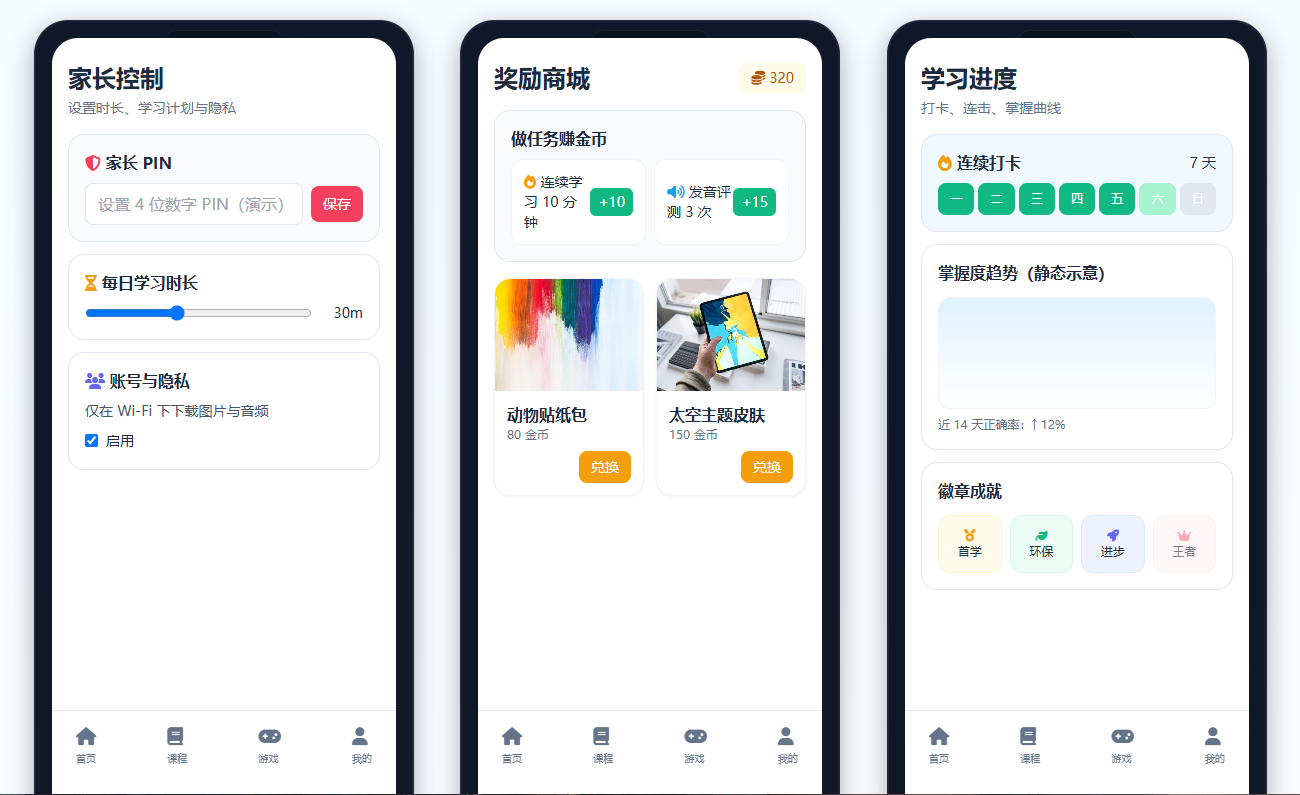 家长控制
设置时长、学习计划与隐私
家长 PIN
设置 4 位数字 PIN（演示）
保存
每日学习时长
30m
账号与隐私
仅在 Wi-Fi 下下载图片与音频
启用
首页
课程
游戏
我的
奖励商城
320
做任务赚金币
连续学
习 10 分
钟
+10
发音评
测 3 次
+15
动物贴纸包
80 金币
兑换
太空主题皮肤
150 金币
兑换
首页
课程
游戏
我的
学习进度
打卡、连击、掌握曲线
连续打卡
7 天
一
二
三
四
五
六
日
掌握度趋势（静态示意）
近 14 天正确率：↑ 12%
徽章成就
首学
环保
进步
王者
首页
课程
游戏
我的